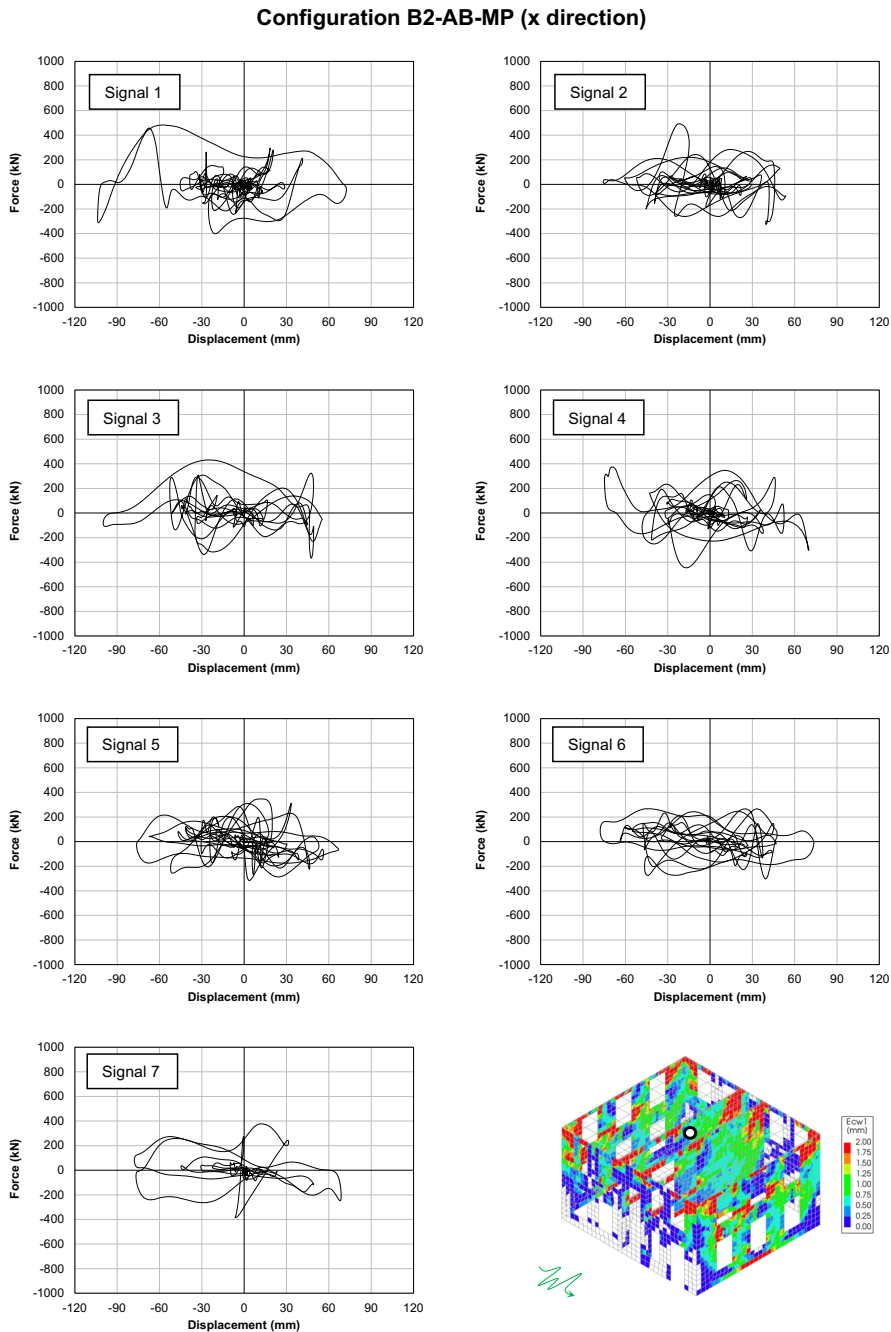 Configuration B2-AB-MP (x direction)
1000
800
600
400
200
0
-200
-400
-600
-800
-1000
Force (kN)
Signal 1
-120 -90 -60 -30 0 30 60 90 120
Displacement (mm)
1000
800
600
400
200
0
-200
-400
-600
-800
-1000
Force (kN)
Signal 2
-120 -90 -60 -30 0 30 60 90 120
Displacement (mm)
1000
800
600
400
200
0
-200
-400
-600
-800
-1000
Force (kN)
Signal 3
-120 -90 -60 -30 0 30 60 90 120
Displacement (mm)
1000
800
600
400
200
0
-200
-400
-600
-800
-1000
Force (kN)
Signal 4
-120 -90 -60 -30 0 30 60 90 120
Displacement (mm)
1000
800
600
400
200
0
-200
-400
-600
-800
-1000
Force (kN)
Signal 5
-120 -90 -60 -30 0 30 60 90 120
Displacement (mm)
1000
800
600
400
200
0
-200
-400
-600
-800
-1000
Force (kN)
Signal 6
-120 -90 -60 -30 0 30 60 90 120
Displacement (mm)
1000
800
600
400
200
0
-200
-400
-600
-800
-1000
Force (kN)
Signal 7
-120 -90 -60 -30 0 30 60 90 120
Displacement (mm)
Ecw1
(mm)
2.00
1.75
1.50
1.25
1.00
0.75
0.50
0.25
0.00